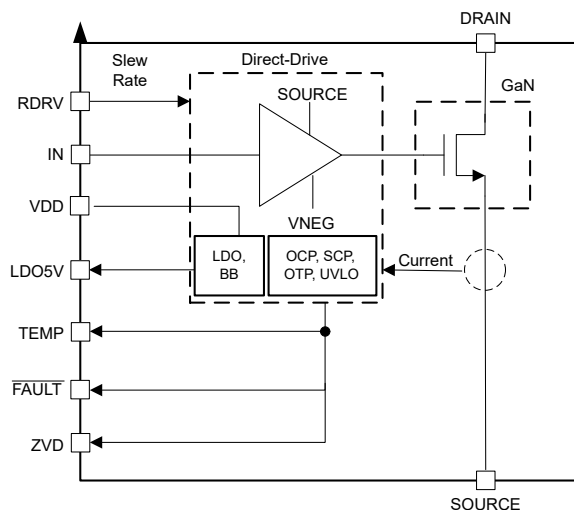 DRAIN
Slew
Rate
Direct-Drive
GaN
RDRV
SOURCE
IN
VDD
VNEG
LDO,
BB
OCP, SCP,
OTP, UVLO
Current
LDO5V
TEMP
FAULT
ZVD
SOURCE